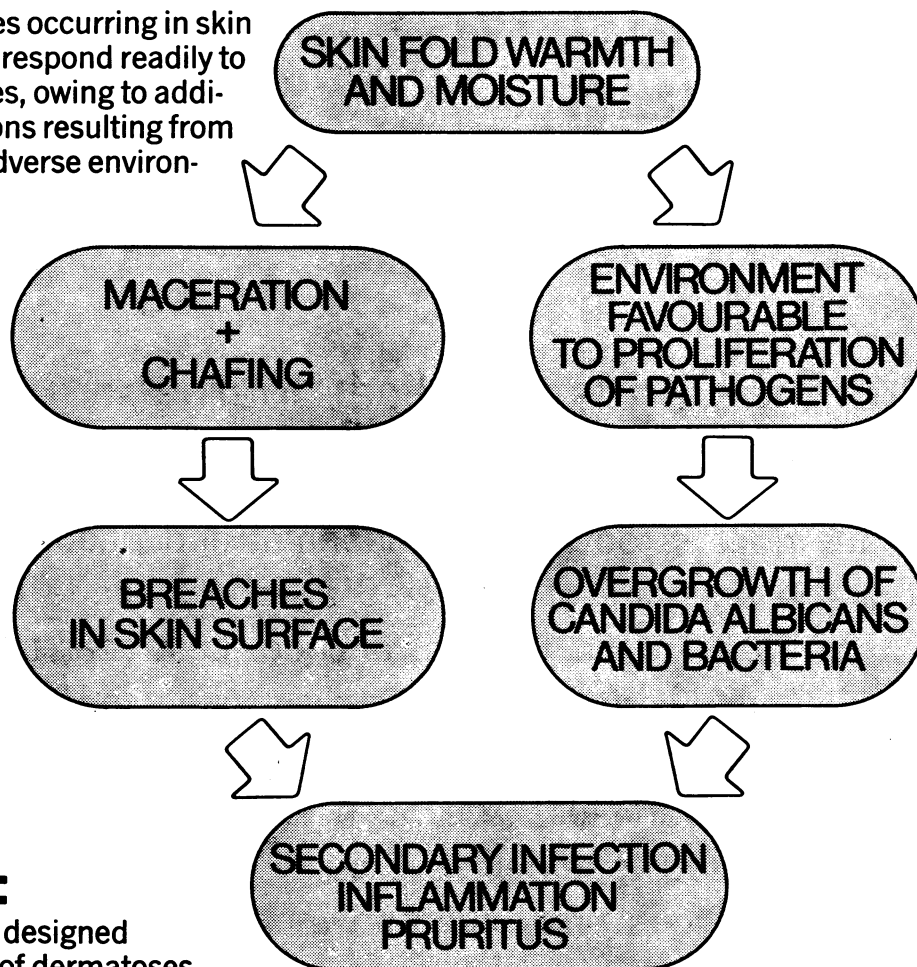 es occurring in skin
respond readily to
es, owing to addi-
ons resulting from
dverse environ-
SKIN FOLD WARMTH
AND MOISTURE
MACERATION
+
CHAFING
ENVIRONMENT
FAVOURABLE
TO PROLIFERATION
OF PATHOGENS
BREACHES
IN SKIN SURFACE
OVERGROWTH OF
CANDIDA ALBICANS
AND BACTERIA
SECONDARY INFECTION
INFLAMMATION
PRURITUS
:
designed
of dermatoses